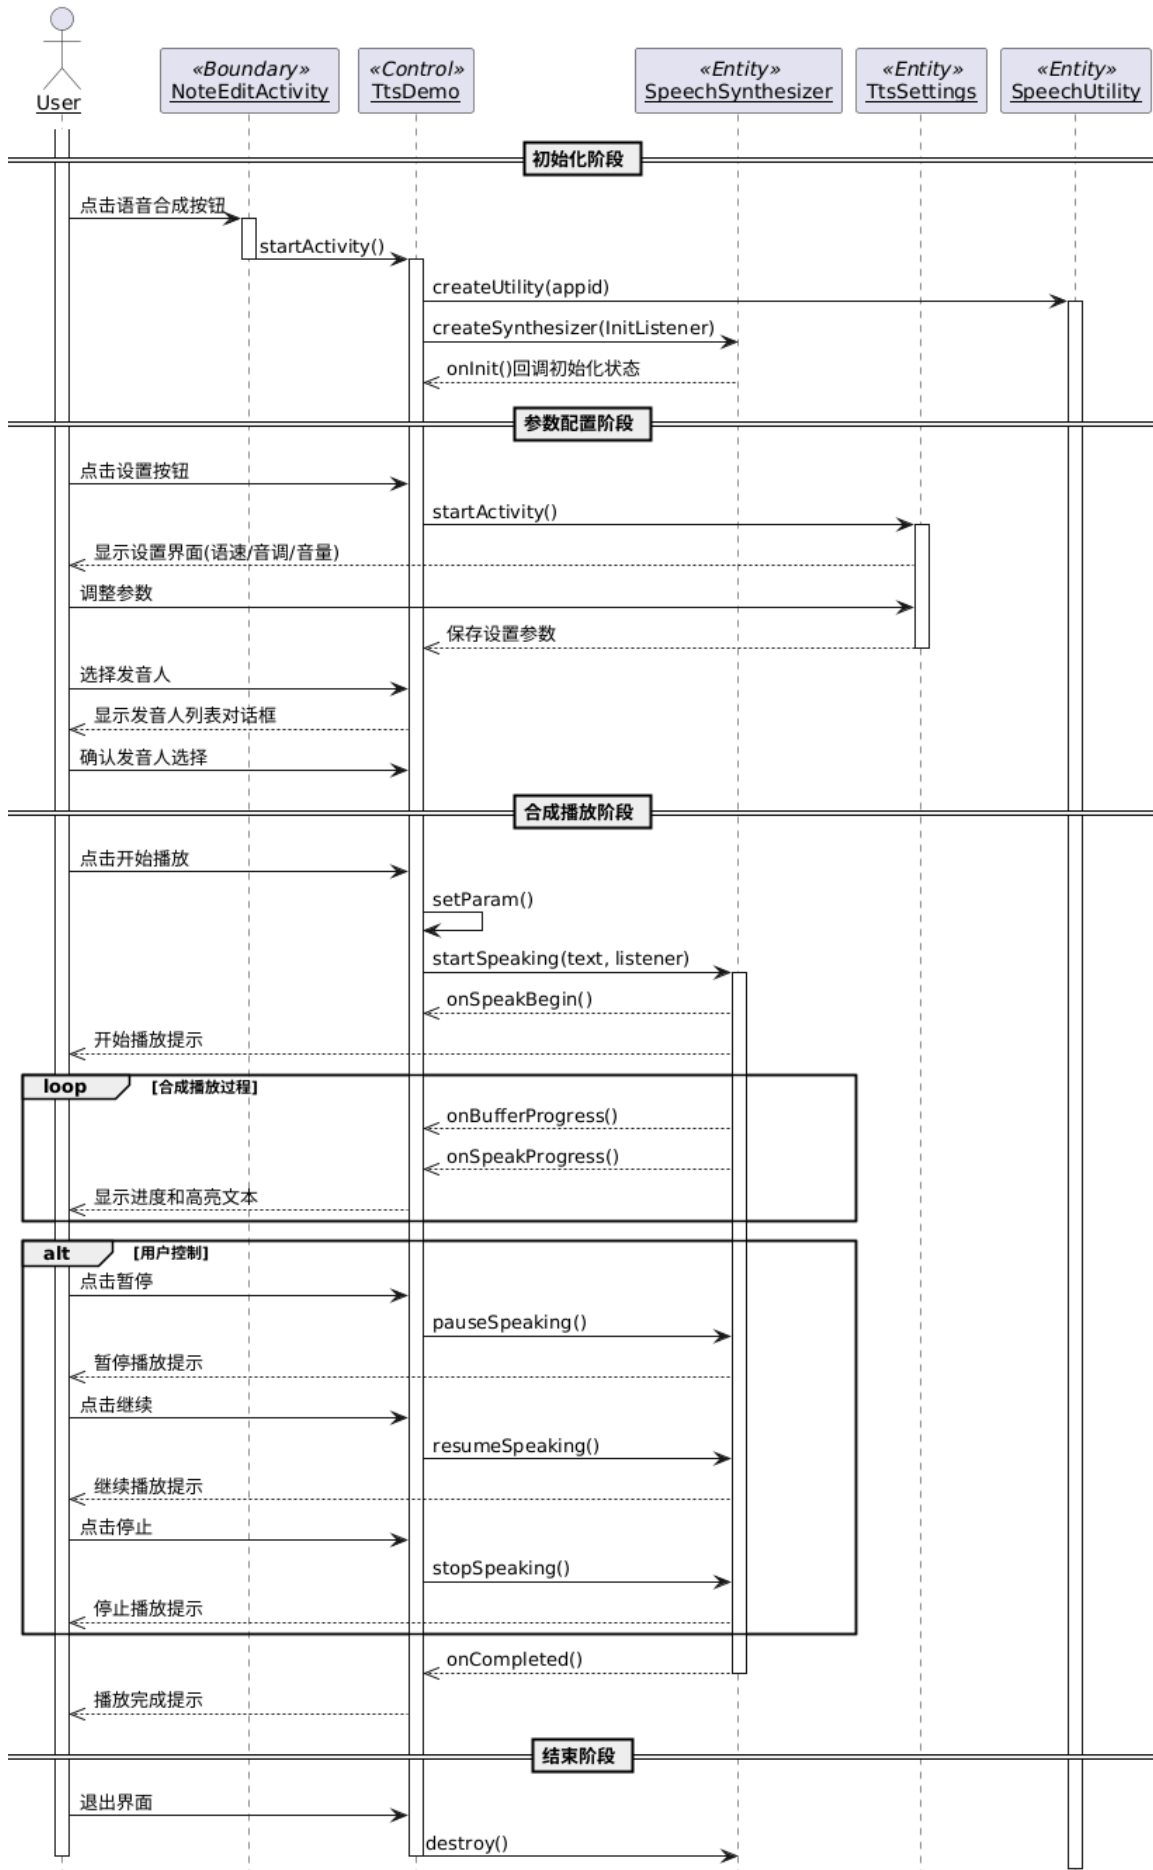 «Boundary» «Control» «Entity» «Entity» «Entity»
User NoteEditActivity TtsDemo SpeechSynthesizer TtsSettings SpeechUtility
初始化阶段
点击语音合成按钮
startActivity()
createUtility(appid)
createSynthesizer(InitListener)
onInit()回调初始化状态
参数配置阶段
点击设置按钮
startActivity()
显示设置界面(语速/音调/音量)
调整参数
保存设置参数
选择发音人
显示发音人列表对话框
确认发音人选择
合成播放阶段
点击开始播放
setParam()
startSpeaking(text, listener)
onSpeakBegin()
开始播放提示
loop [合成播放过程]
onBufferProgress()
onSpeakProgress()
显示进度和高亮文本
alt [用户控制]
点击暂停
pauseSpeaking()
暂停播放提示
点击继续
resumeSpeaking()
继续播放提示
点击停止
stopSpeaking()
停止播放提示
onCompleted()
播放完成提示
结束阶段
退出界面
destroy()